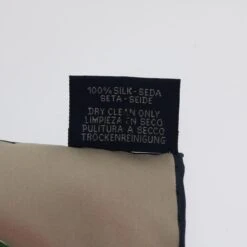 100% SILK-SEDA
SETA-SEIDE
DRY CLEAN ONLY
LIMPIEZA EN SECO
PULITURA A SECCO
TROCKENREINIGUNG